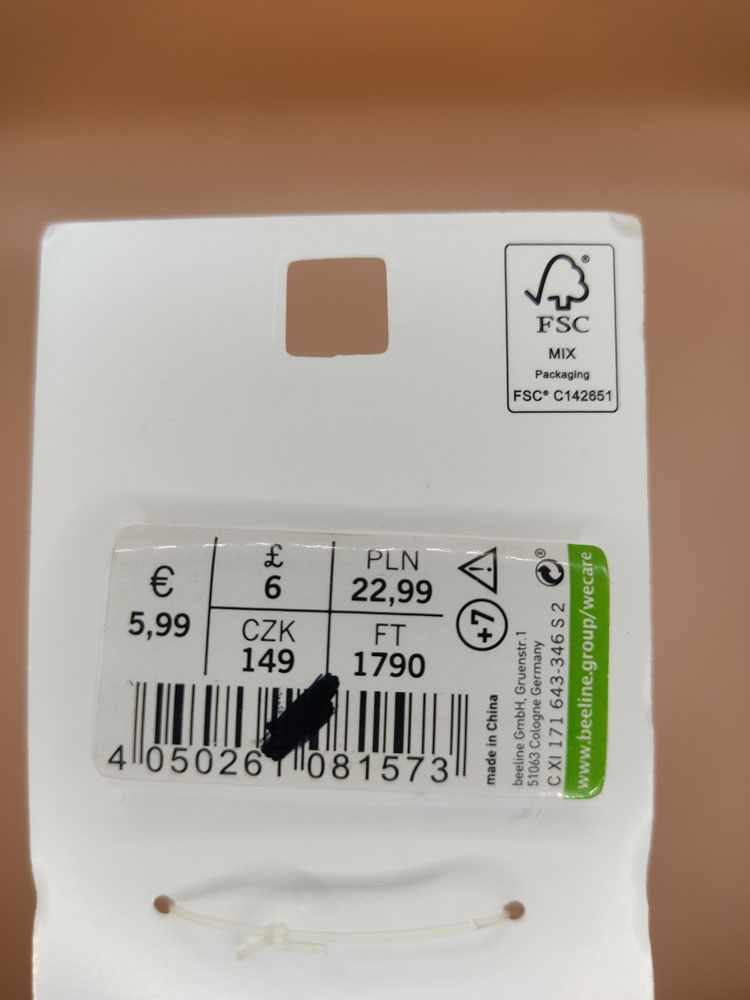 FSC®
MIX
Packaging
FSC® C142651
€
5,99
£
6
PLN
22,99
CZK
149
FT
1790
+7
4 050261 081573
made in China
beeline GmbH, Gruenstr.1
51063 Cologne Germany
C XI 171 643-346 S 2
www.beeline.group/wecare